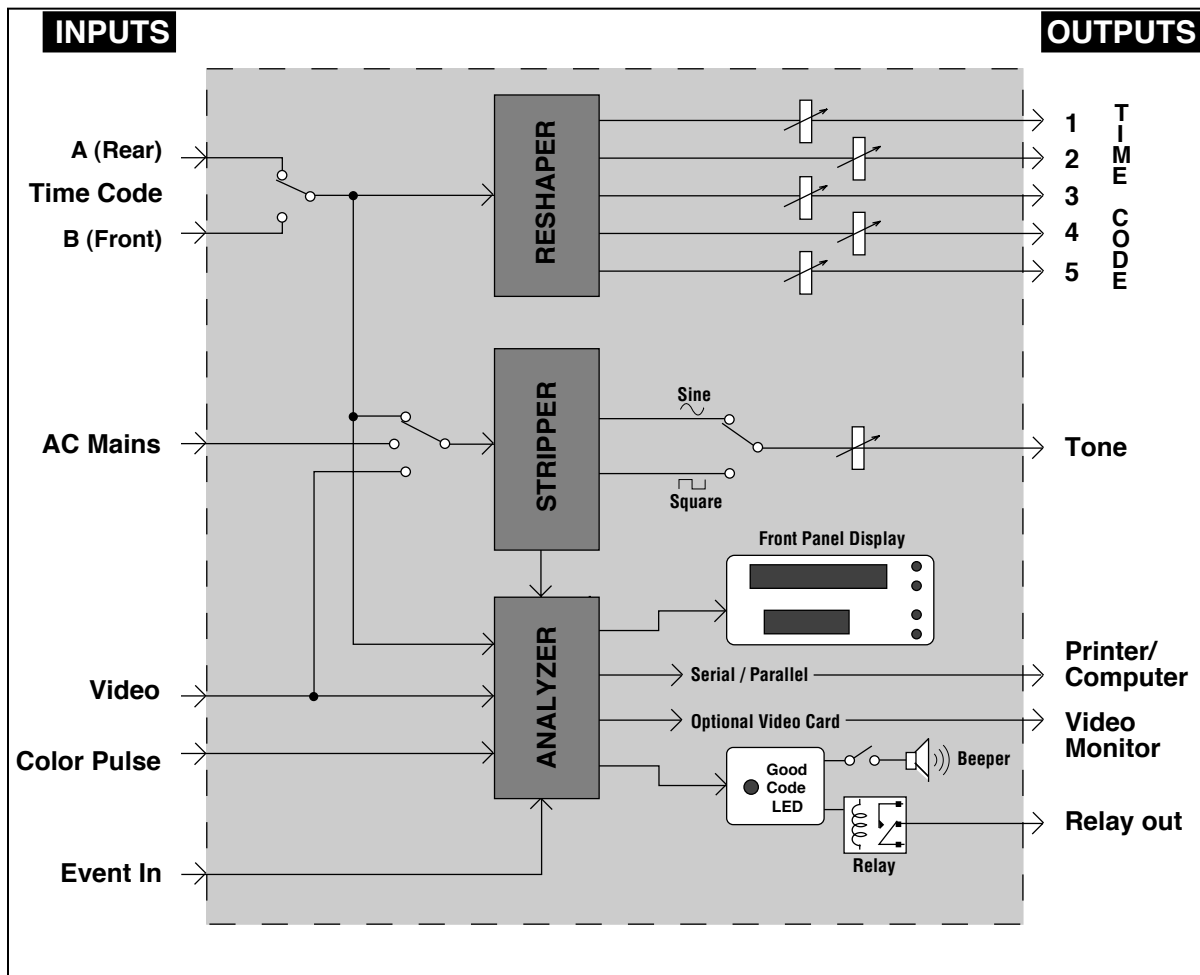 INPUTS
OUTPUTS
A (Rear)
Time Code
B (Front)
RESHAPER
1
2
3
4
5
TIME CODE
AC Mains
STRIPPER
Sine
Square
Tone
Front Panel Display
Video
Color Pulse
Event In
ANALYZER
Serial / Parallel
Printer/
Computer
Optional Video Card
Video
Monitor
Good
Code
LED
Beeper
Relay
Relay out